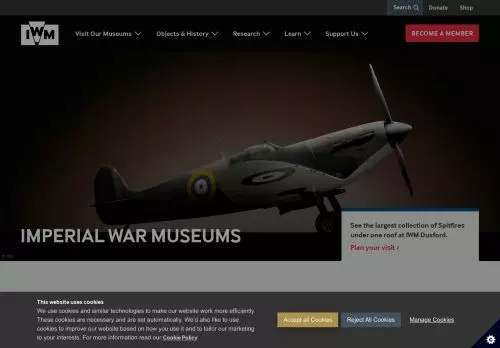 Search Donate Shop
IWM
Visit Our Museums Objects & History Research Learn Support Us BECOME A MEMBER
See the largest collection of Spitfires
under one roof at IWM Duxford.
Plan your visit ›
IMPERIAL WAR MUSEUMS
This website uses cookies
We use cookies and similar technologies to make our website work more efficiently.
These cookies are necessary and are set automatically. We'd also like to use
cookies to improve our website based on how you use it and to tailor our marketing
to your interests. For more information read our Cookie Policy
Accept all Cookies Reject All Cookies Manage Cookies